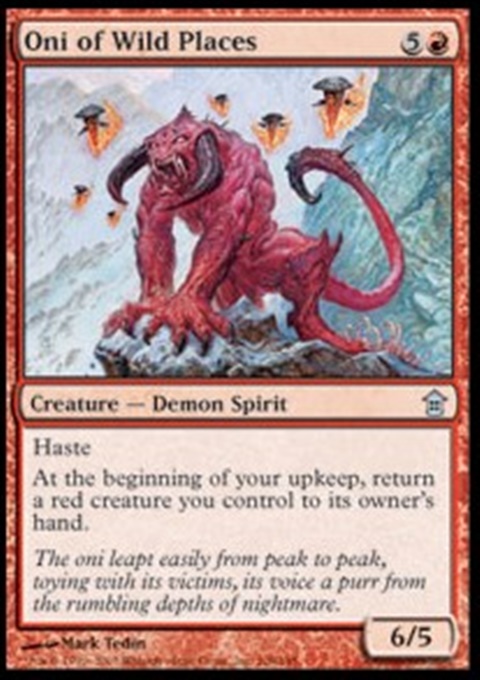 Oni of Wild Places 5
Creature — Demon Spirit
Haste
At the beginning of your upkeep, return
a red creature you control to its owner's
hand.
The oni leapt easily from peak to peak,
toying with its victims, its voice a purr from
the rumbling depths of nightmare.
Mark Tedin
6/5